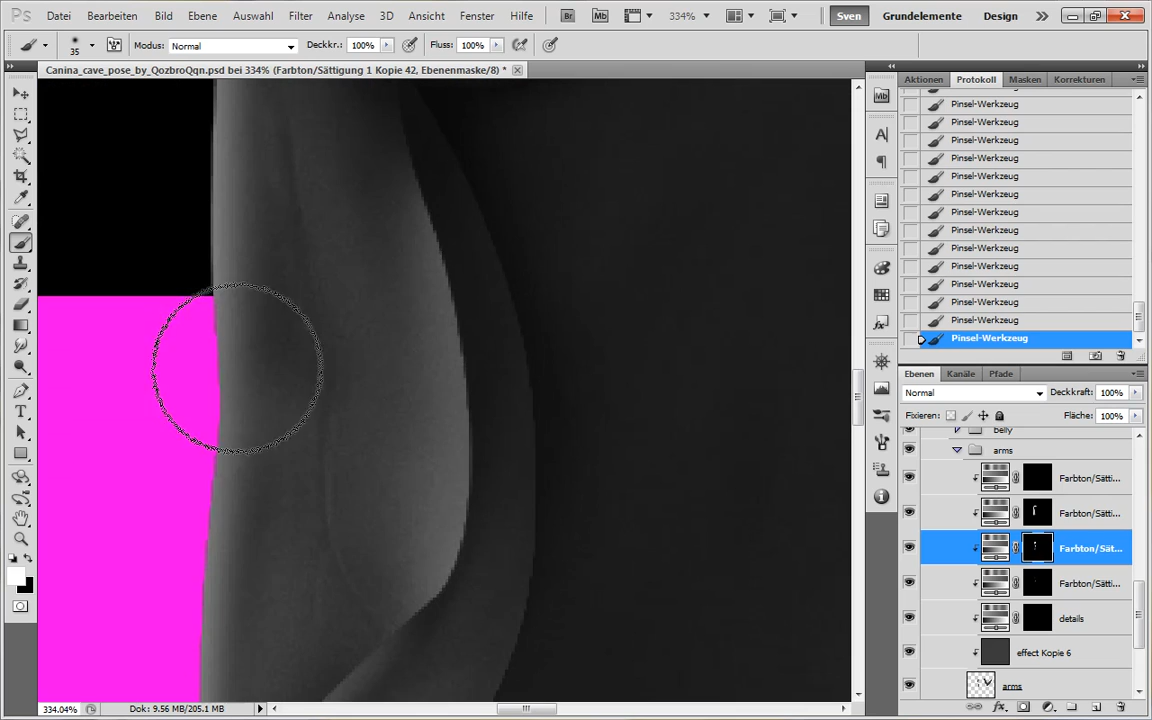 Ps Datei Bearbeiten Bild Ebene Auswahl Filter Analyse 3D Ansicht Fenster Hilfe Br Mb 334% Sven Grundelemente Design
35 Modus: Normal Deckkr.: 100% Fluss: 100%
Canina_cave_pose_by_QozbroQqn.psd bei 334% (Farbton/Sättigung 1 Kopie 42, Ebenenmaske/8) *
Aktionen Protokoll Masken Korrekturen
Mb
Pinsel-Werkzeug
Pinsel-Werkzeug
Pinsel-Werkzeug
Pinsel-Werkzeug
Pinsel-Werkzeug
Pinsel-Werkzeug
Pinsel-Werkzeug
Pinsel-Werkzeug
Pinsel-Werkzeug
Pinsel-Werkzeug
Pinsel-Werkzeug
Pinsel-Werkzeug
Pinsel-Werkzeug
Pinsel-Werkzeug
Ebenen Kanäle Pfade
Normal Deckkraft: 100%
Fixieren: Fläche: 100%
belly
arms
Farbton/Sätti...
Farbton/Sätti...
Farbton/Sät...
Farbton/Sätti...
details
effect Kopie 6
arms
334.04% Dok: 9.56 MB/205.1 MB